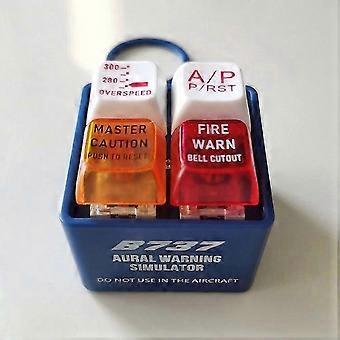 300
280
OVERSPEED
A/P
P/RST
MASTER
CAUTION
PUSH TO RESET
FIRE
WARN
BELL CUTOUT
B737
AURAL WARNING
SIMULATOR
DO NOT USE IN THE AIRCRAFT